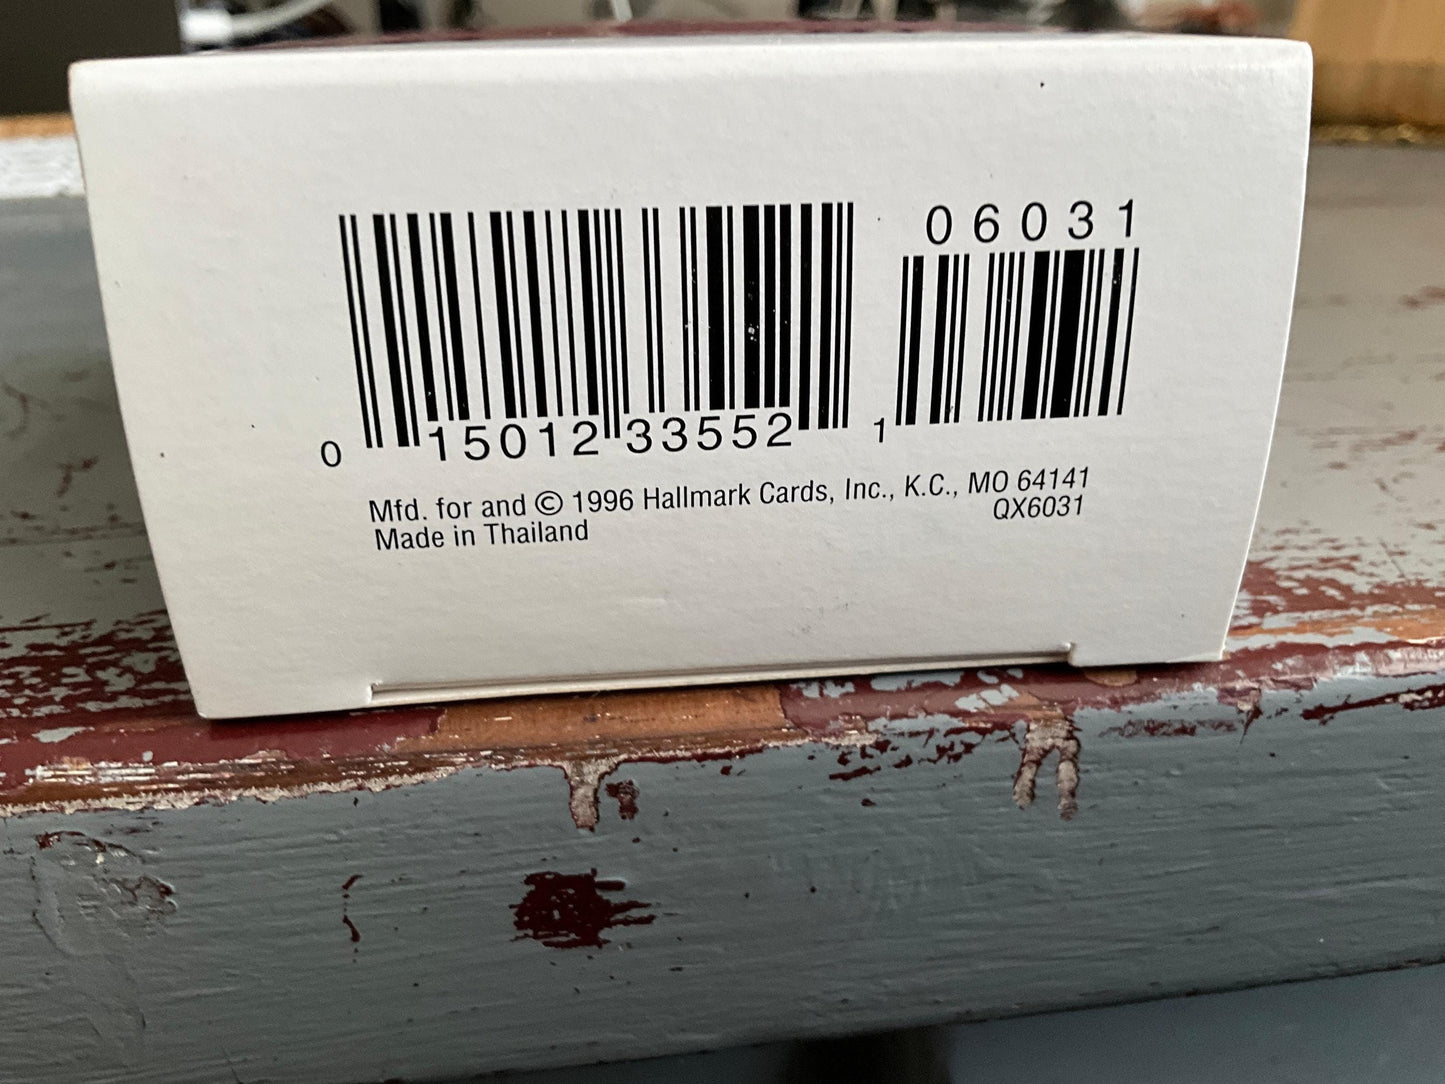 06031
0 15012 33552 1
Mfd. for and © 1996 Hallmark Cards, Inc., K.C., MO 64141
QX6031
Made in Thailand